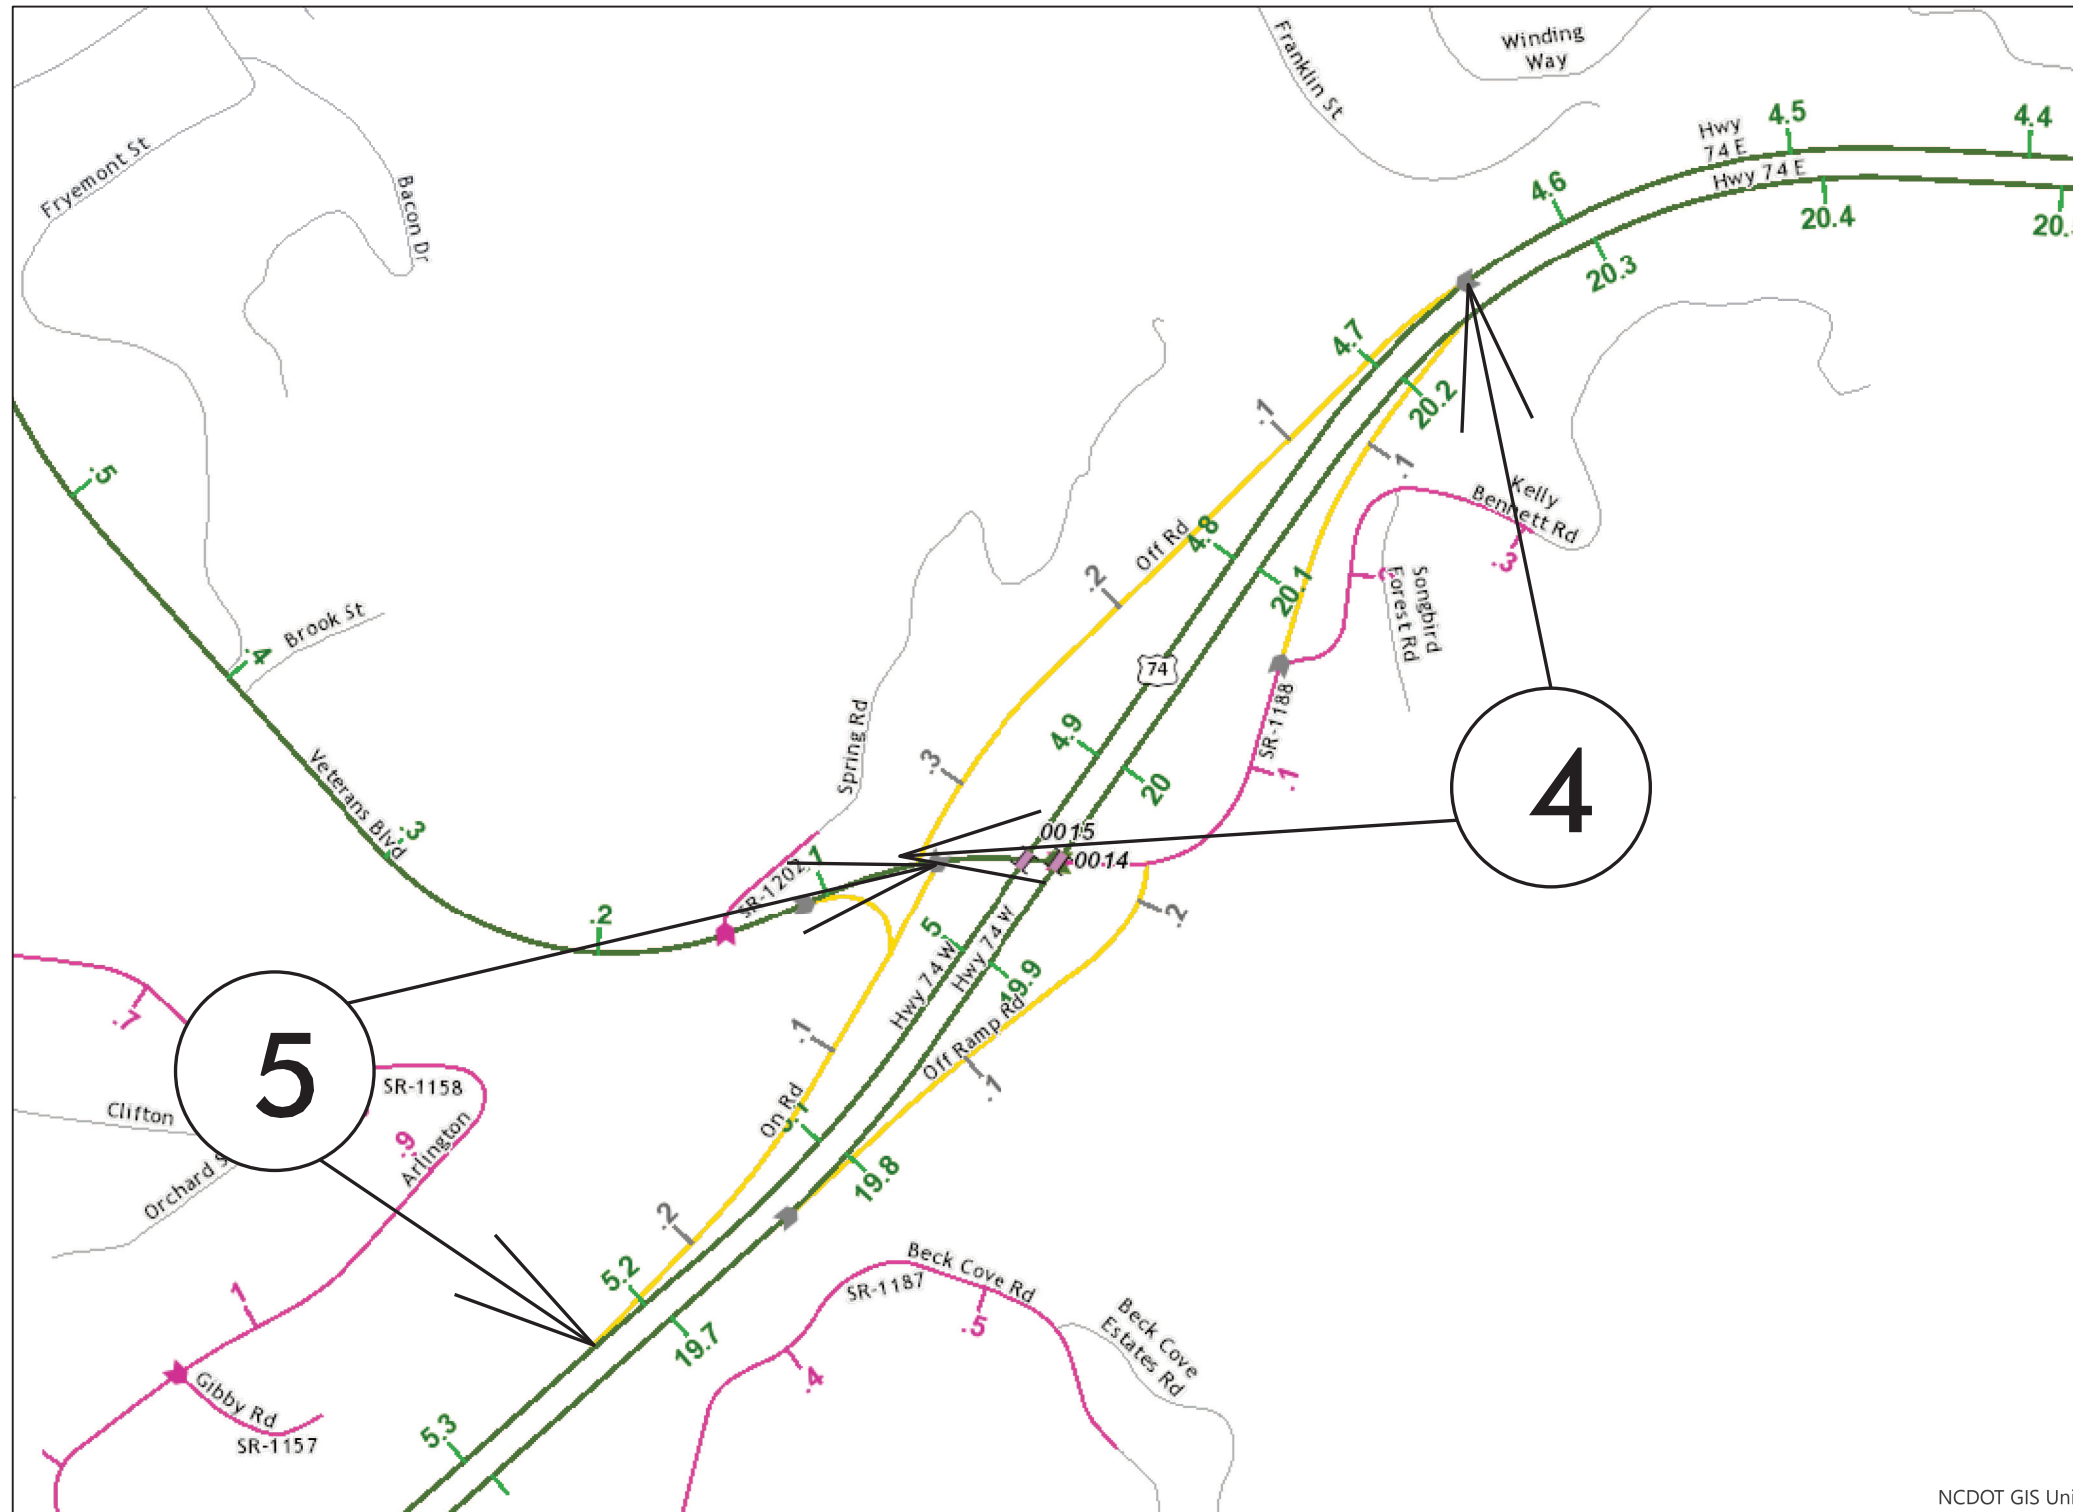 Winding
Way
Franklin St
4.5
4.4
Hwy
74 E
Hwy 74 E
Fryemont St
Bacon Dr
4.6
20.4
20.3
4.7
20.2
.1
.1
Kelly
Bennett Rd
.3
.5
Off Rd
4.8
.2
20.1
Songbird
Forest Rd
Brook St
.4
74
SR-1188
Spring Rd
4.9
20
.1
.3
4
Veterans Blvd
.3
0015
0014
.1
SR-1202
.2
.2
5
Hwy 74 W
Hwy 74 W
19.9
Off Ramp Rd
.7
.1
5
SR-1158
.1
Clifton
On Rd
.9
Arlington
Orchard
19.8
.2
5.2
Beck Cove Rd
SR-1187
1
.5
Beck Cove
Estates Rd
19.7
.4
Gibby Rd
SR-1157
5.3
NCDOT GIS Uni